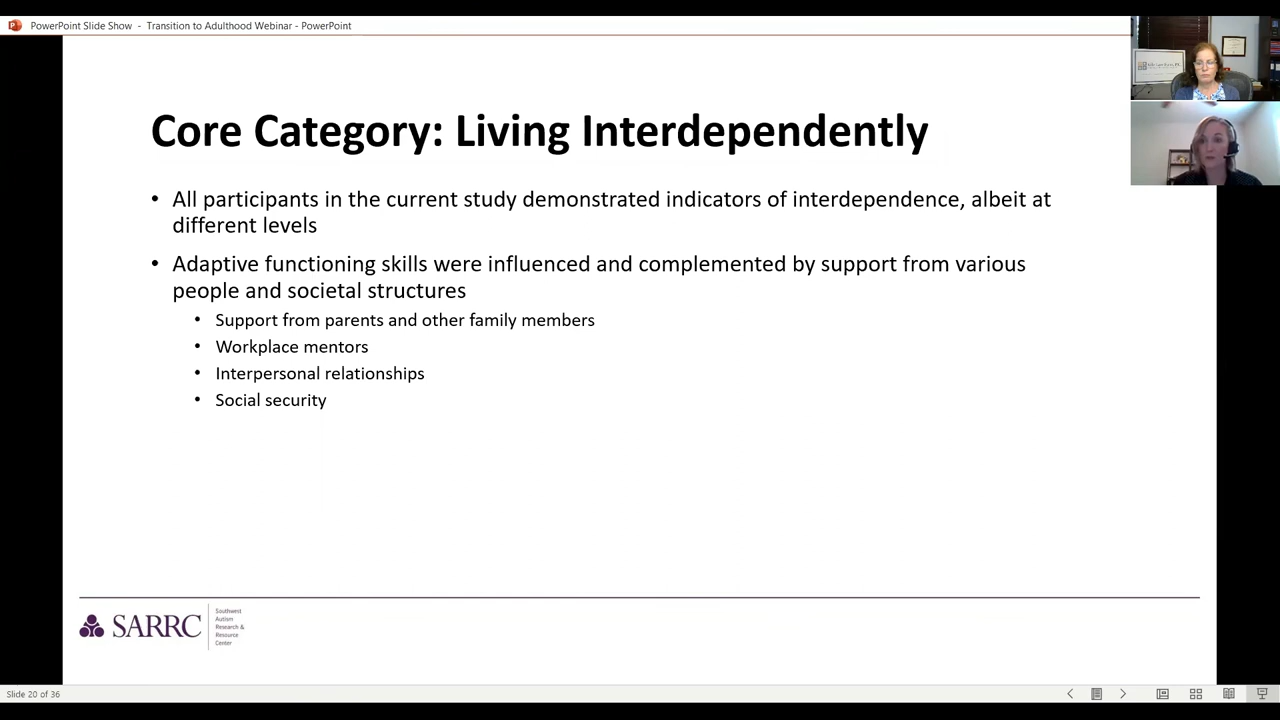 PowerPoint Slide Show - Transition to Adulthood Webinar - PowerPoint
Core Category: Living Interdependently
• All participants in the current study demonstrated indicators of interdependence, albeit at
different levels
• Adaptive functioning skills were influenced and complemented by support from various
people and societal structures
• Support from parents and other family members
• Workplace mentors
• Interpersonal relationships
• Social security
SARRC
Southwest
Autism
Research &
Resource
Center
Slide 20 of 36